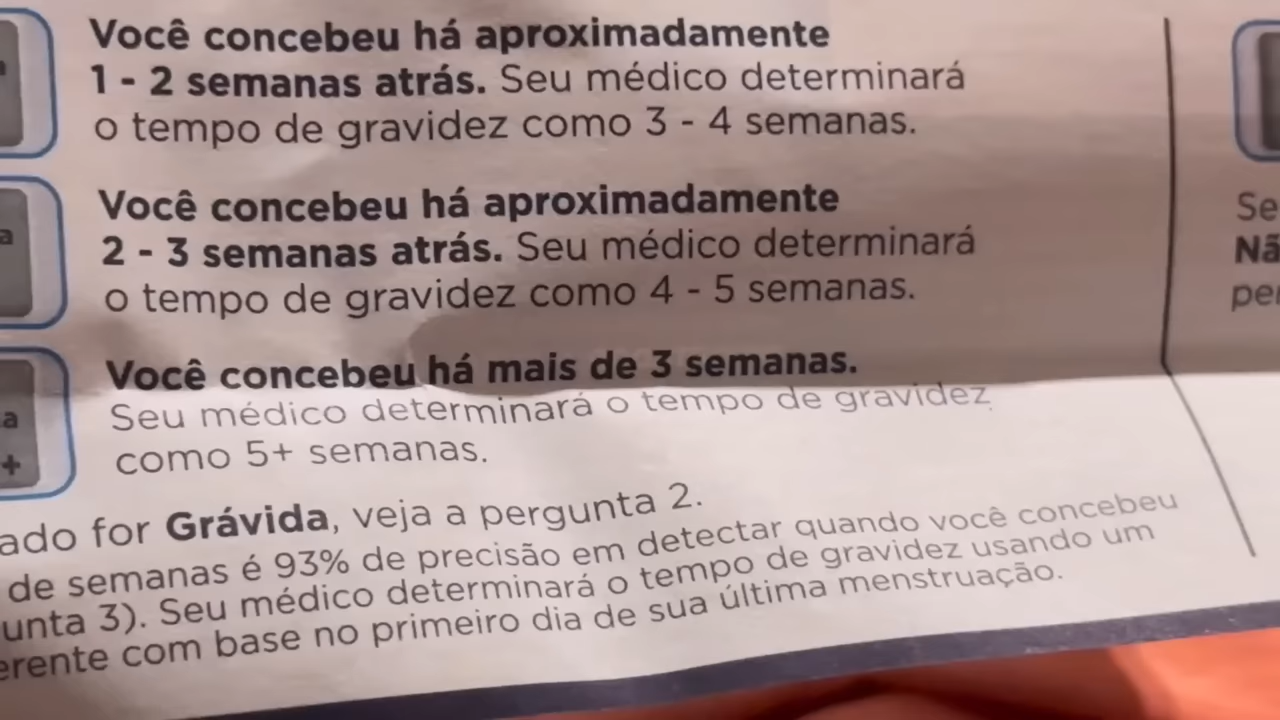 Você concebeu há aproximadamente
1 - 2 semanas atrás. Seu médico determinará
o tempo de gravidez como 3 - 4 semanas.
a
Você concebeu há aproximadamente
2 - 3 semanas atrás. Seu médico determinará
o tempo de gravidez como 4 - 5 semanas.
a
+
Você concebeu há mais de 3 semanas.
Seu médico determinará o tempo de gravidez
como 5+ semanas.
ado for Grávida, veja a pergunta 2.
de semanas é 93% de precisão em detectar quando você concebeu
unta 3). Seu médico determinará o tempo de gravidez usando um
erente com base no primeiro dia de sua última menstruação.
Se
Nã
per